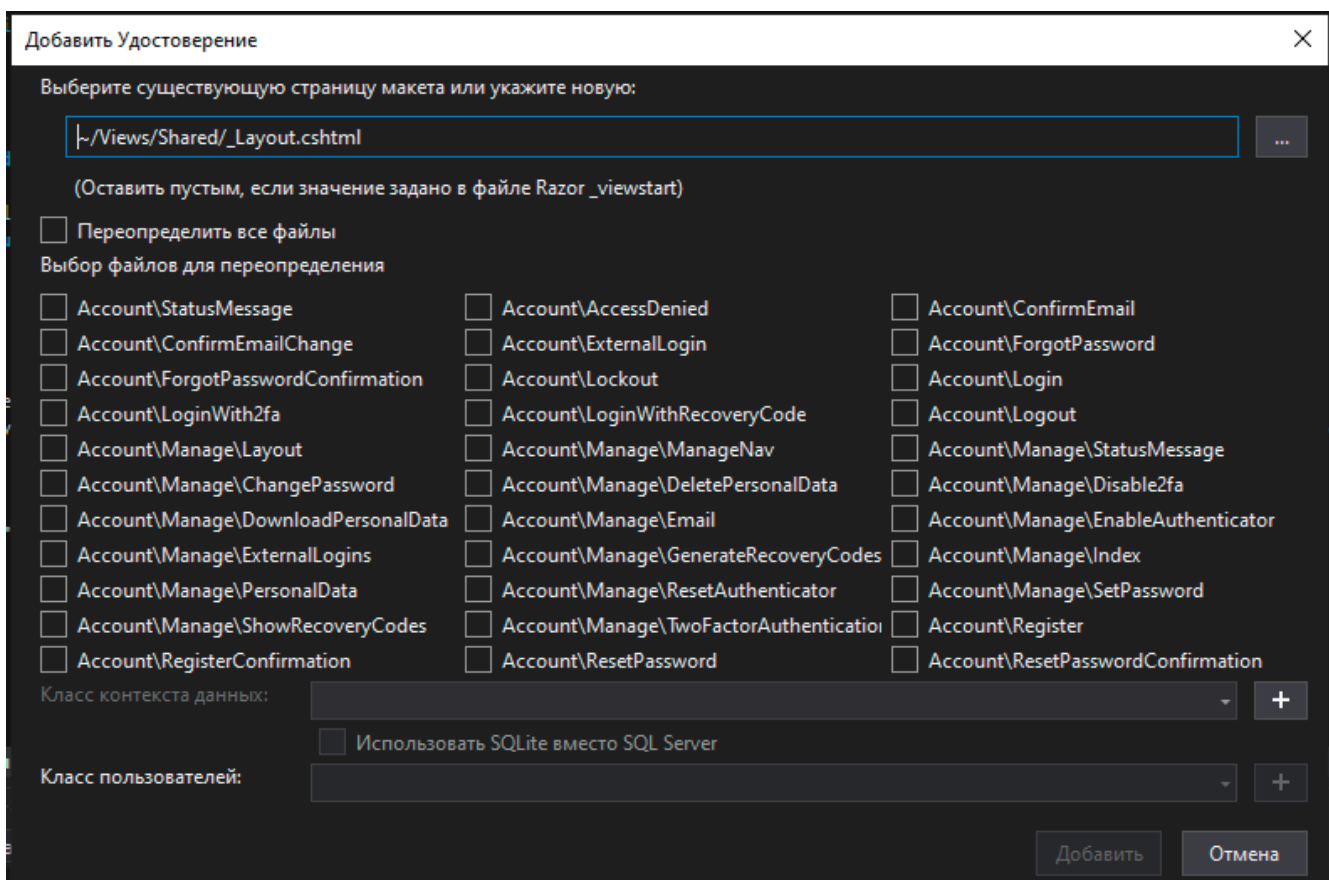 Добавить Удостоверение
Выберите существующую страницу макета или укажите новую:
~/Views/Shared/_Layout.cshtml
...
(Оставить пустым, если значение задано в файле Razor _viewstart)
Переопределить все файлы
Выбор файлов для переопределения
Account\StatusMessage Account\AccessDenied Account\ConfirmEmail
Account\ConfirmEmailChange Account\ExternalLogin Account\ForgotPassword
Account\ForgotPasswordConfirmation Account\Lockout Account\Login
Account\LoginWith2fa Account\LoginWithRecoveryCode Account\Logout
Account\Manage\Layout Account\Manage\ManageNav Account\Manage\StatusMessage
Account\Manage\ChangePassword Account\Manage\DeletePersonalData Account\Manage\Disable2fa
Account\Manage\DownloadPersonalData Account\Manage\Email Account\Manage\EnableAuthenticator
Account\Manage\ExternalLogins Account\Manage\GenerateRecoveryCodes Account\Manage\Index
Account\Manage\PersonalData Account\Manage\ResetAuthenticator Account\Manage\SetPassword
Account\Manage\ShowRecoveryCodes Account\Manage\TwoFactorAuthentication Account\Register
Account\RegisterConfirmation Account\ResetPassword Account\ResetPasswordConfirmation
Класс контекста данных:
+
Использовать SQLite вместо SQL Server
Класс пользователей:
+
Добавить Отмена